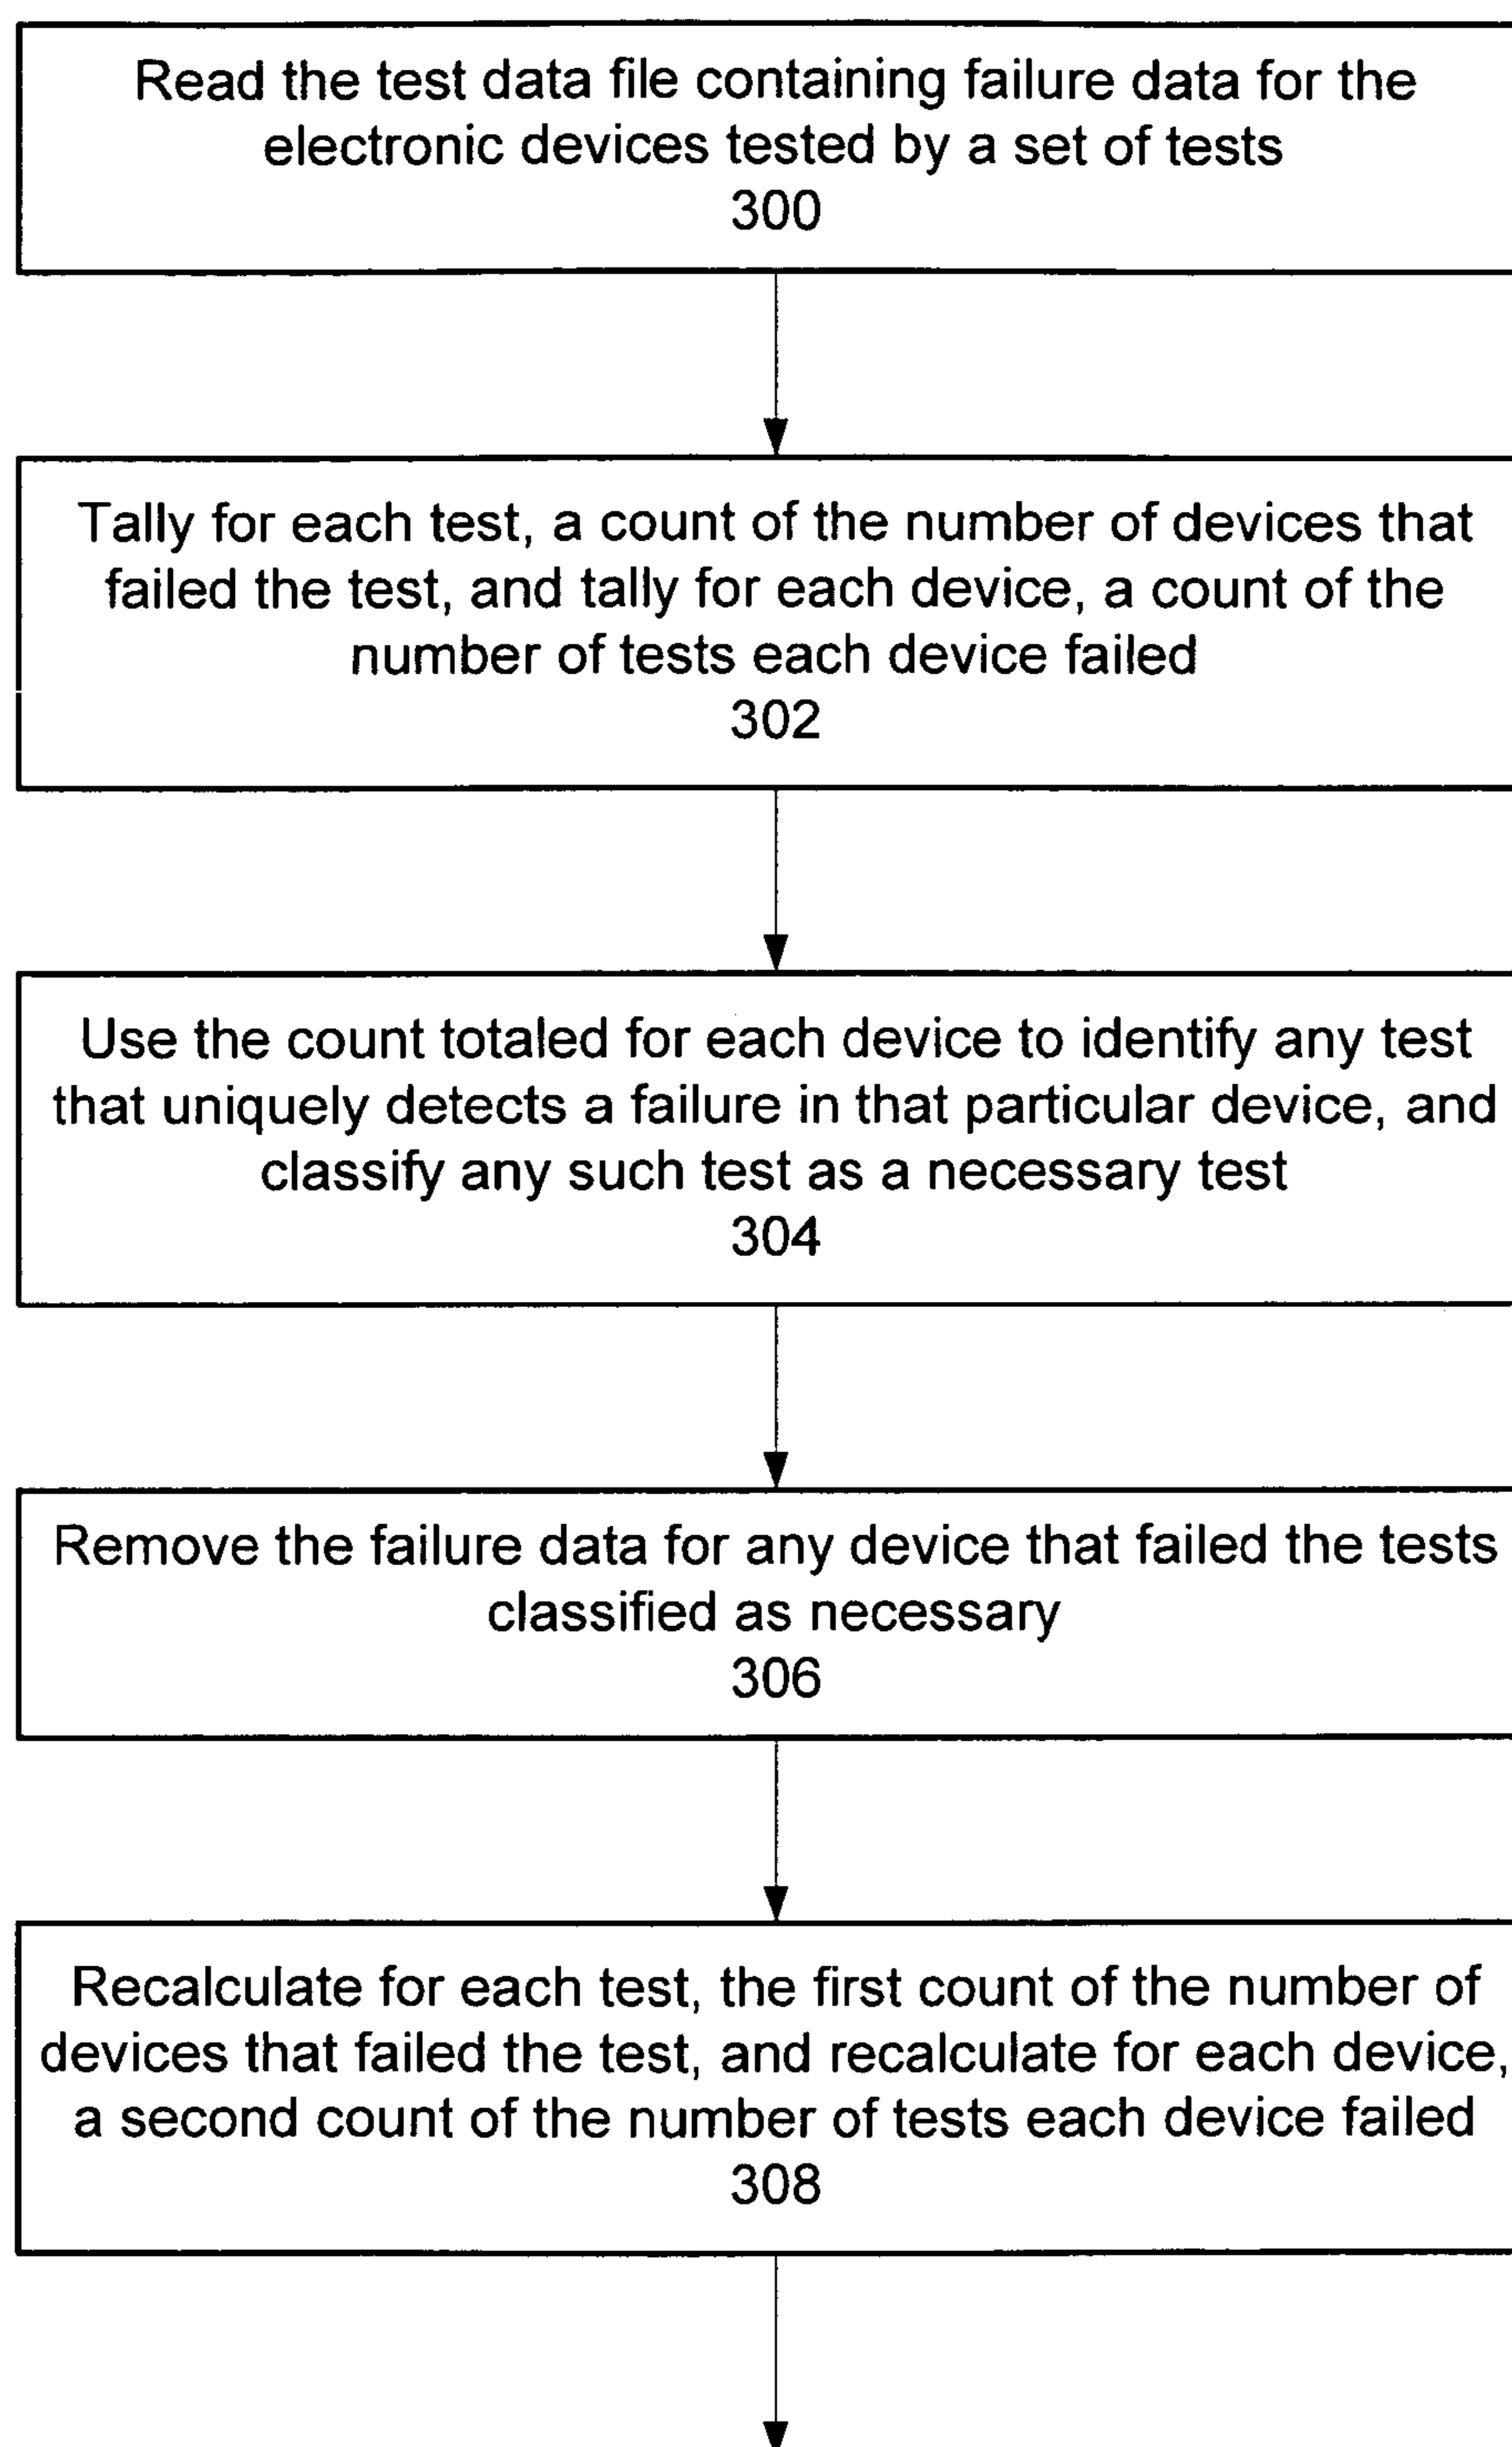 Read the test data file containing failure data for the
electronic devices tested by a set of tests
300
Tally for each test, a count of the number of devices that
failed the test, and tally for each device, a count of the
number of tests each device failed
302
Use the count totaled for each device to identify any test
that uniquely detects a failure in that particular device, and
classify any such test as a necessary test
304
Remove the failure data for any device that failed the tests
classified as necessary
306
Recalculate for each test, the first count of the number of
devices that failed the test, and recalculate for each device,
a second count of the number of tests each device failed
308